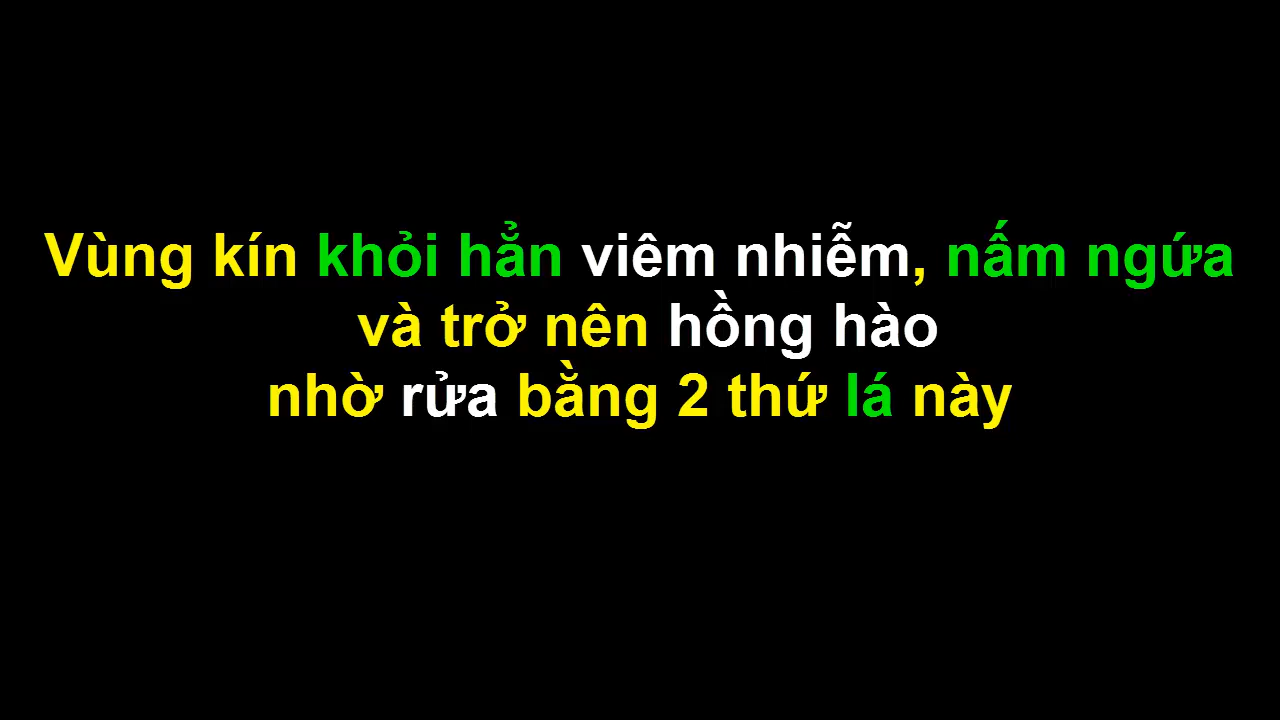 Vùng kín khỏi hẳn viêm nhiễm, nấm ngứa
và trở nên hồng hào
nhờ rửa bằng 2 thứ lá này